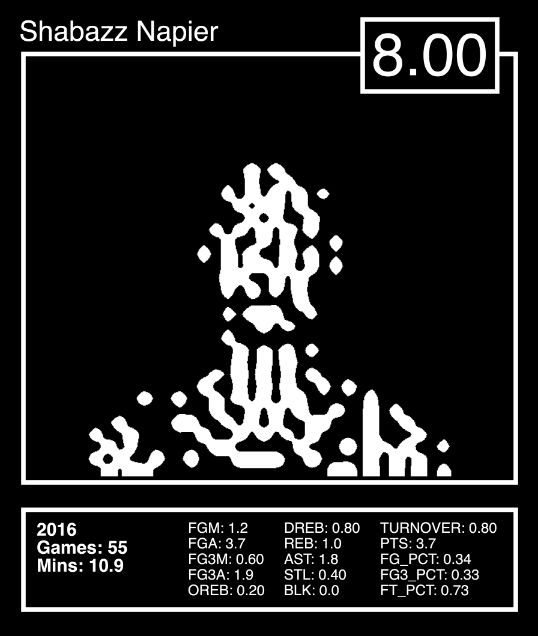 Shabazz Napier
8.00
2016
Games: 55
Mins: 10.9
FGM: 1.2
FGA: 3.7
FG3M: 0.60
FG3A: 1.9
OREB: 0.20
DREB: 0.80
REB: 1.0
AST: 1.8
STL: 0.40
BLK: 0.0
TURNOVER: 0.80
PTS: 3.7
FG_PCT: 0.34
FG3_PCT: 0.33
FT_PCT: 0.73